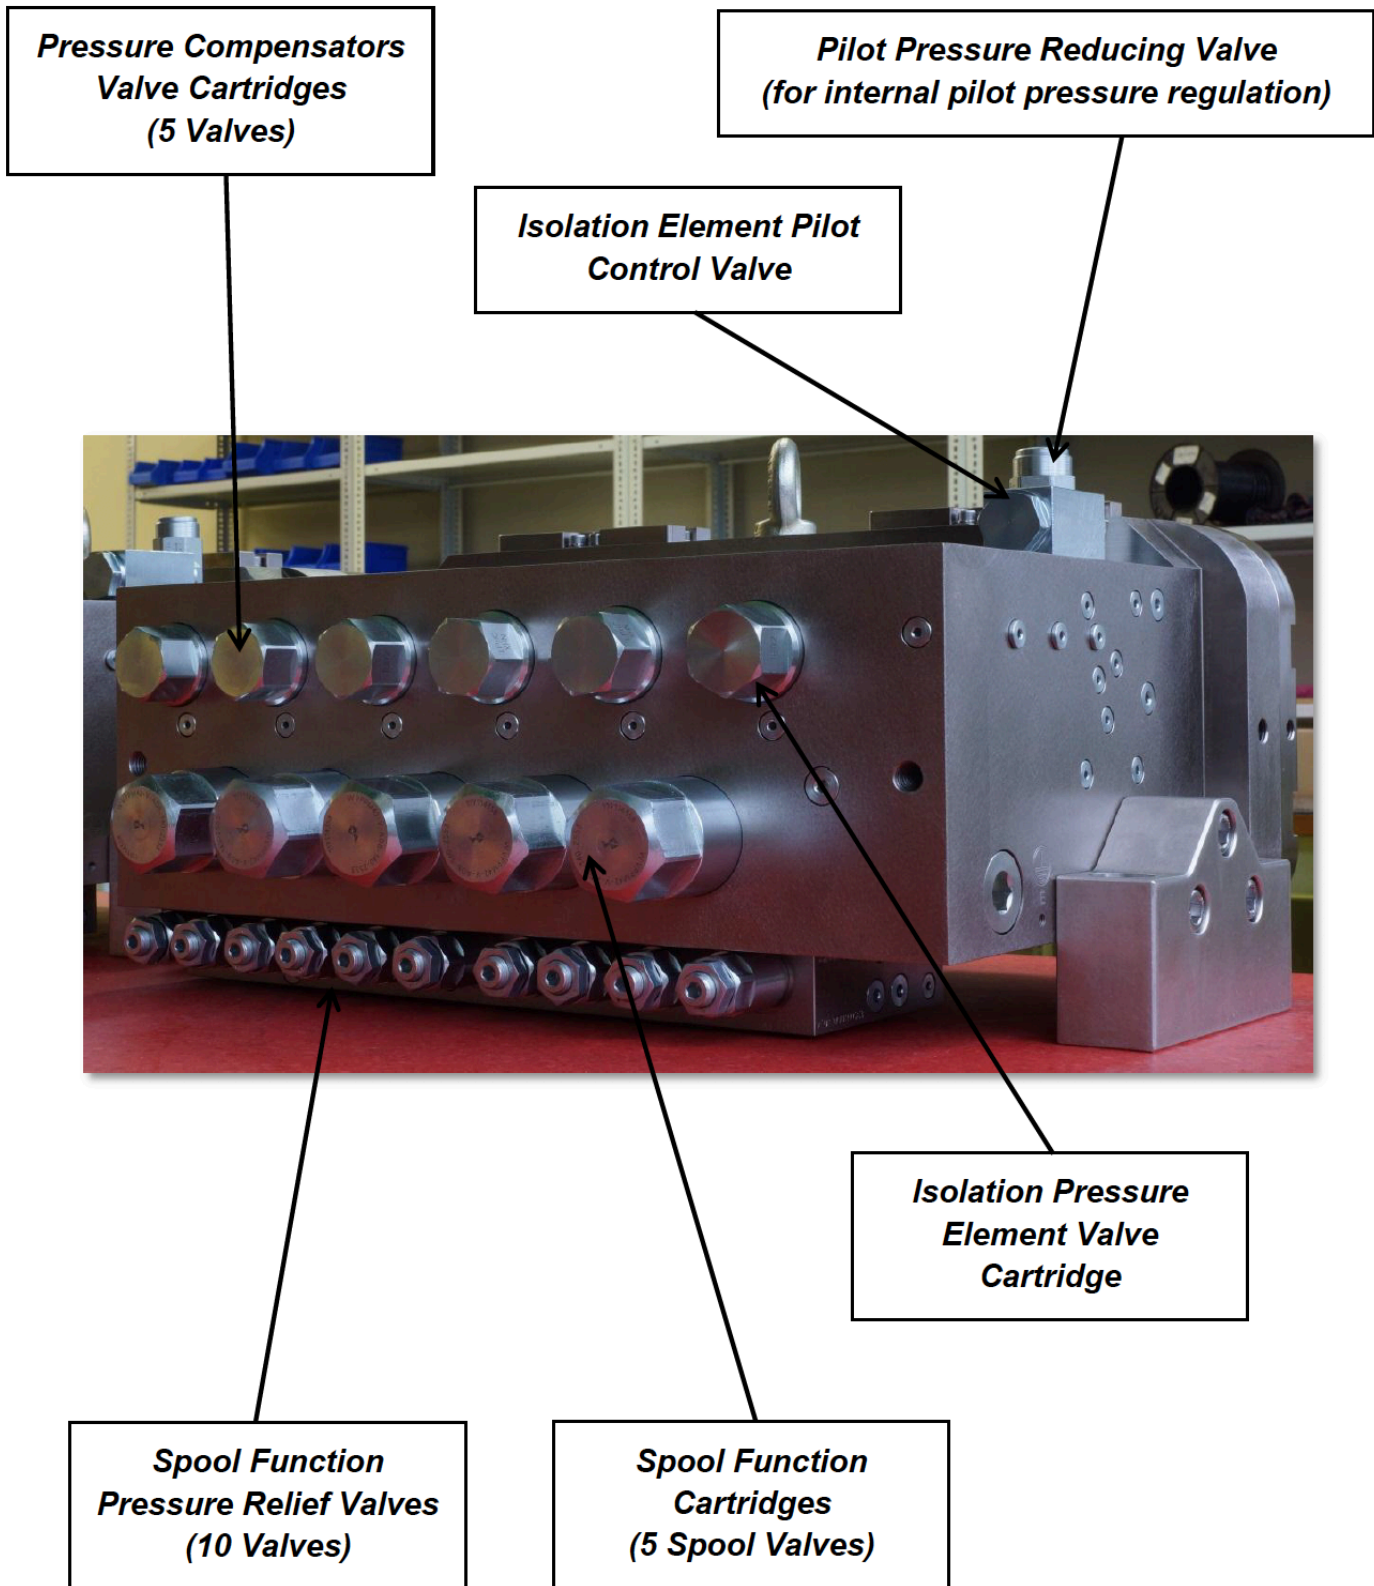 Pressure Compensators
Valve Cartridges
(5 Valves)
Pilot Pressure Reducing Valve
(for internal pilot pressure regulation)
Isolation Element Pilot
Control Valve
Isolation Pressure
Element Valve
Cartridge
Spool Function
Pressure Relief Valves
(10 Valves)
Spool Function
Cartridges
(5 Spool Valves)